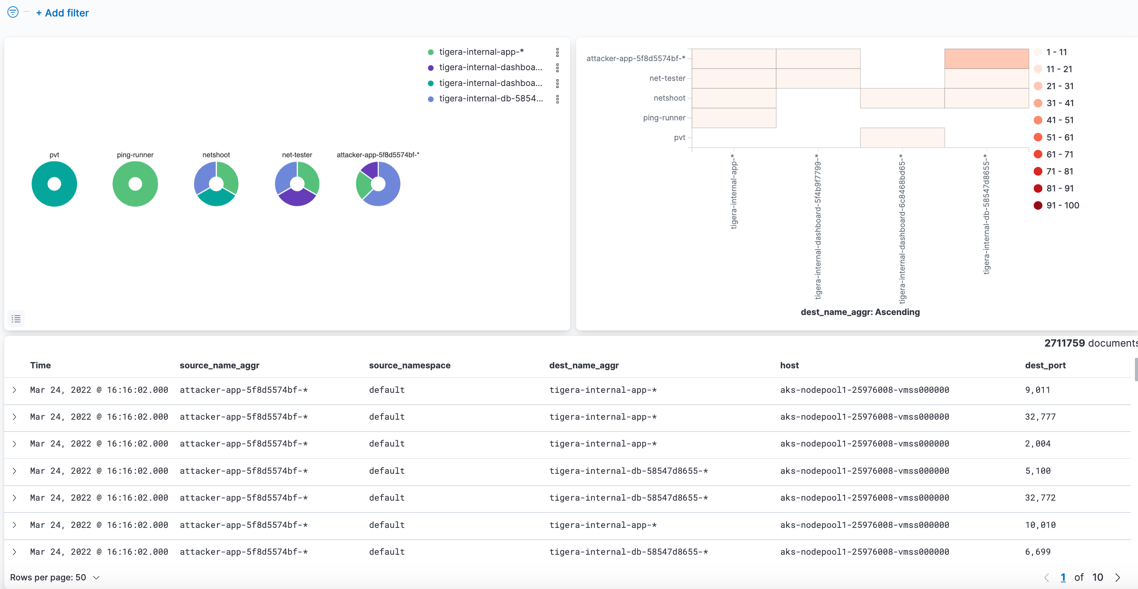 + Add filter
tigera-internal-app-*
tigera-internal-dashboa...
tigera-internal-dashboa...
tigera-internal-db-5854...
pvt
ping-runner
netshoot
net-tester
attacker-app-5f8d5574bf-*
attacker-app-5f8d5574bf-*
net-tester
netshoot
ping-runner
pvt
tigera-internal-app-*
tigera-internal-dashboard-5f4b9f7799-*
tigera-internal-dashboard-6c8468bd65-*
tigera-internal-db-58547d8655-*
dest_name_aggr: Ascending
1 - 11
11 - 21
21 - 31
31 - 41
41 - 51
51 - 61
61 - 71
71 - 81
81 - 91
91 - 100
2711759 documents
Time source_name_aggr source_namespace dest_name_aggr host dest_port
Mar 24, 2022 @ 16:16:02.000 attacker-app-5f8d5574bf-* default tigera-internal-app-* aks-nodepool1-25976008-vmss000000 9,011
Mar 24, 2022 @ 16:16:02.000 attacker-app-5f8d5574bf-* default tigera-internal-app-* aks-nodepool1-25976008-vmss000000 32,777
Mar 24, 2022 @ 16:16:02.000 attacker-app-5f8d5574bf-* default tigera-internal-app-* aks-nodepool1-25976008-vmss000000 2,004
Mar 24, 2022 @ 16:16:02.000 attacker-app-5f8d5574bf-* default tigera-internal-db-58547d8655-* aks-nodepool1-25976008-vmss000000 5,100
Mar 24, 2022 @ 16:16:02.000 attacker-app-5f8d5574bf-* default tigera-internal-db-58547d8655-* aks-nodepool1-25976008-vmss000000 32,772
Mar 24, 2022 @ 16:16:02.000 attacker-app-5f8d5574bf-* default tigera-internal-app-* aks-nodepool1-25976008-vmss000000 10,010
Mar 24, 2022 @ 16:16:02.000 attacker-app-5f8d5574bf-* default tigera-internal-db-58547d8655-* aks-nodepool1-25976008-vmss000000 6,699
Rows per page: 50
1 of 10